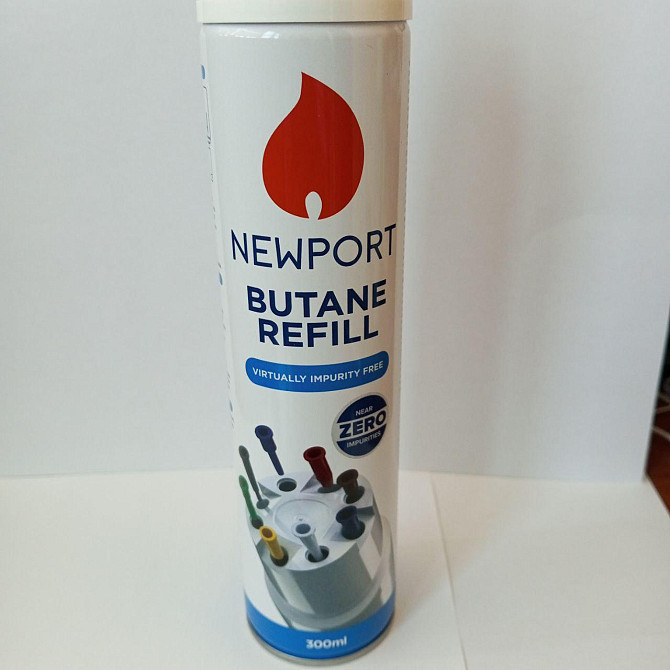 NEWPORT
BUTANE
REFILL
VIRTUALLY IMPURITY FREE
NEAR
ZERO
IMPURITIES
300ml